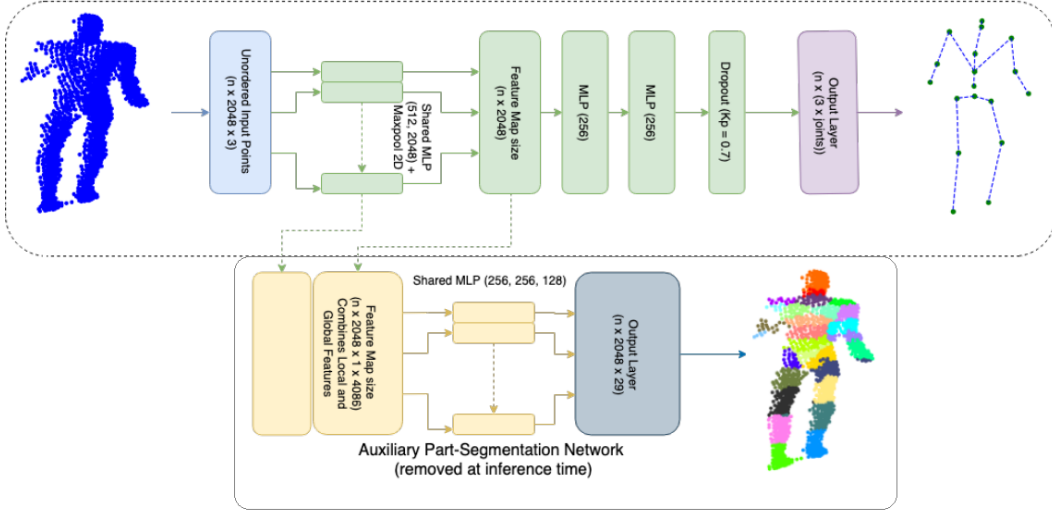 Unordered Input Points
(n x 2048 x 3)
Shared MLP
(512, 2048) +
Maxpool 2D
Feature Map size
(n x 2048)
MLP (256)
MLP (256)
Dropout (Kp = 0.7)
Output Layer
(n x (3 x joints))
Feature Map size
(n x 2048 x 1 x 4086)
Combines Local and
Global Features
Shared MLP (256, 256, 128)
Output Layer
(n x 2048 x 29)
Auxiliary Part-Segmentation Network
(removed at inference time)